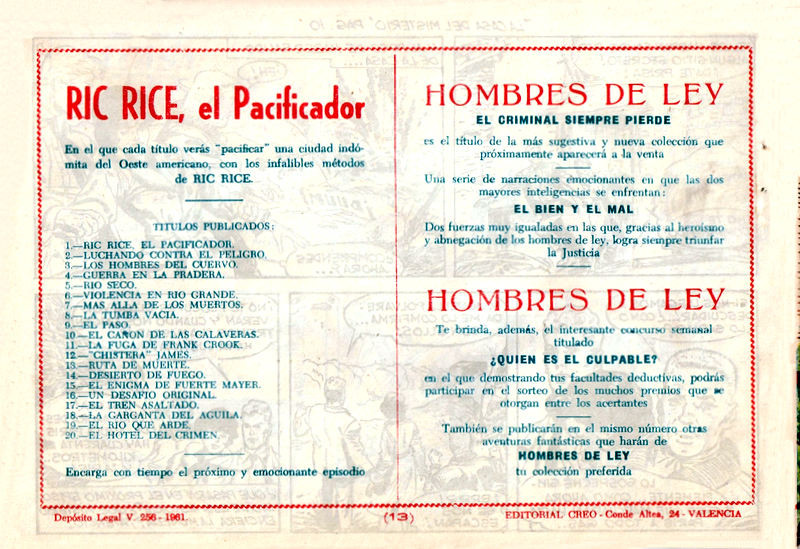 RIC RICE, el Pacificador
En el que cada título verás "pacificar" una ciudad indó-
mita del Oeste americano, con los infalibles métodos
de RIC RICE.
TITULOS PUBLICADOS:
1.—RIC RICE, EL PACIFICADOR.
2.—LUCHANDO CONTRA EL PELIGRO.
3.—LOS HOMBRES DEL CUERVO.
4.—GUERRA EN LA PRADERA.
5.—RIO SECO.
6.—VIOLENCIA EN RIO GRANDE.
7.—MAS ALLA DE LOS MUERTOS.
8.—LA TUMBA VACIA.
9.—EL PASO.
10.—EL CAÑON DE LAS CALAVERAS.
11.—LA FUGA DE FRANK CROOK.
12.—"CHISTERA" JAMES.
13.—RUTA DE MUERTE.
14.—DESIERTO DE FUEGO.
15.—EL ENIGMA DE FUERTE MAYER.
16.—UN DESAFIO ORIGINAL.
17.—EL TREN ASALTADO.
18.—LA GARGANTA DEL AGUILA.
19.—EL RIO QUE ARDE.
20.—EL HOTEL DEL CRIMEN.
Encarga con tiempo el próximo y emocionante episodio
HOMBRES DE LEY
EL CRIMINAL SIEMPRE PIERDE
es el título de la más sugestiva y nueva colección que
próximamente aparecerá a la venta
Una serie de narraciones emocionantes en que las dos
mayores inteligencias se enfrentan:
EL BIEN Y EL MAL
Dos fuerzas muy igualadas en las que, gracias al heroísmo
y abnegación de los hombres de ley, logra siempre triunfar
la Justicia
HOMBRES DE LEY
Te brinda, además, el interesante concurso semanal
titulado
¿QUIEN ES EL CULPABLE?
en el que demostrando tus facultades deductivas, podrás
participar en el sorteo de los muchos premios que se
otorgan entre los acertantes
También se publicarán en el mismo número otras
aventuras fantásticas que harán de
HOMBRES DE LEY
tu colección preferida
Depósito Legal V. 256 - 1961.
(13)
EDITORIAL CREO - Conde Altea, 24 - VALENCIA